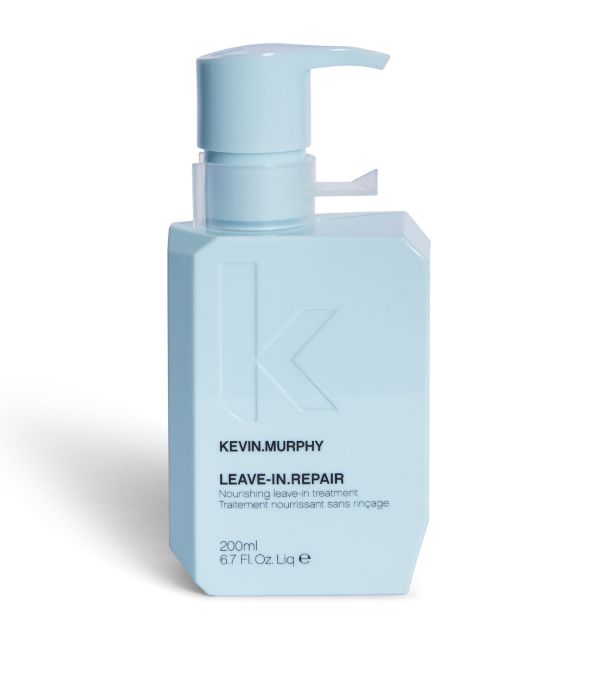 K
KEVIN.MURPHY
LEAVE-IN.REPAIR
Nourishing leave-in treatment
Traitement nourrissant sans rinçage
200ml
6.7 Fl. Oz. Liq ℮